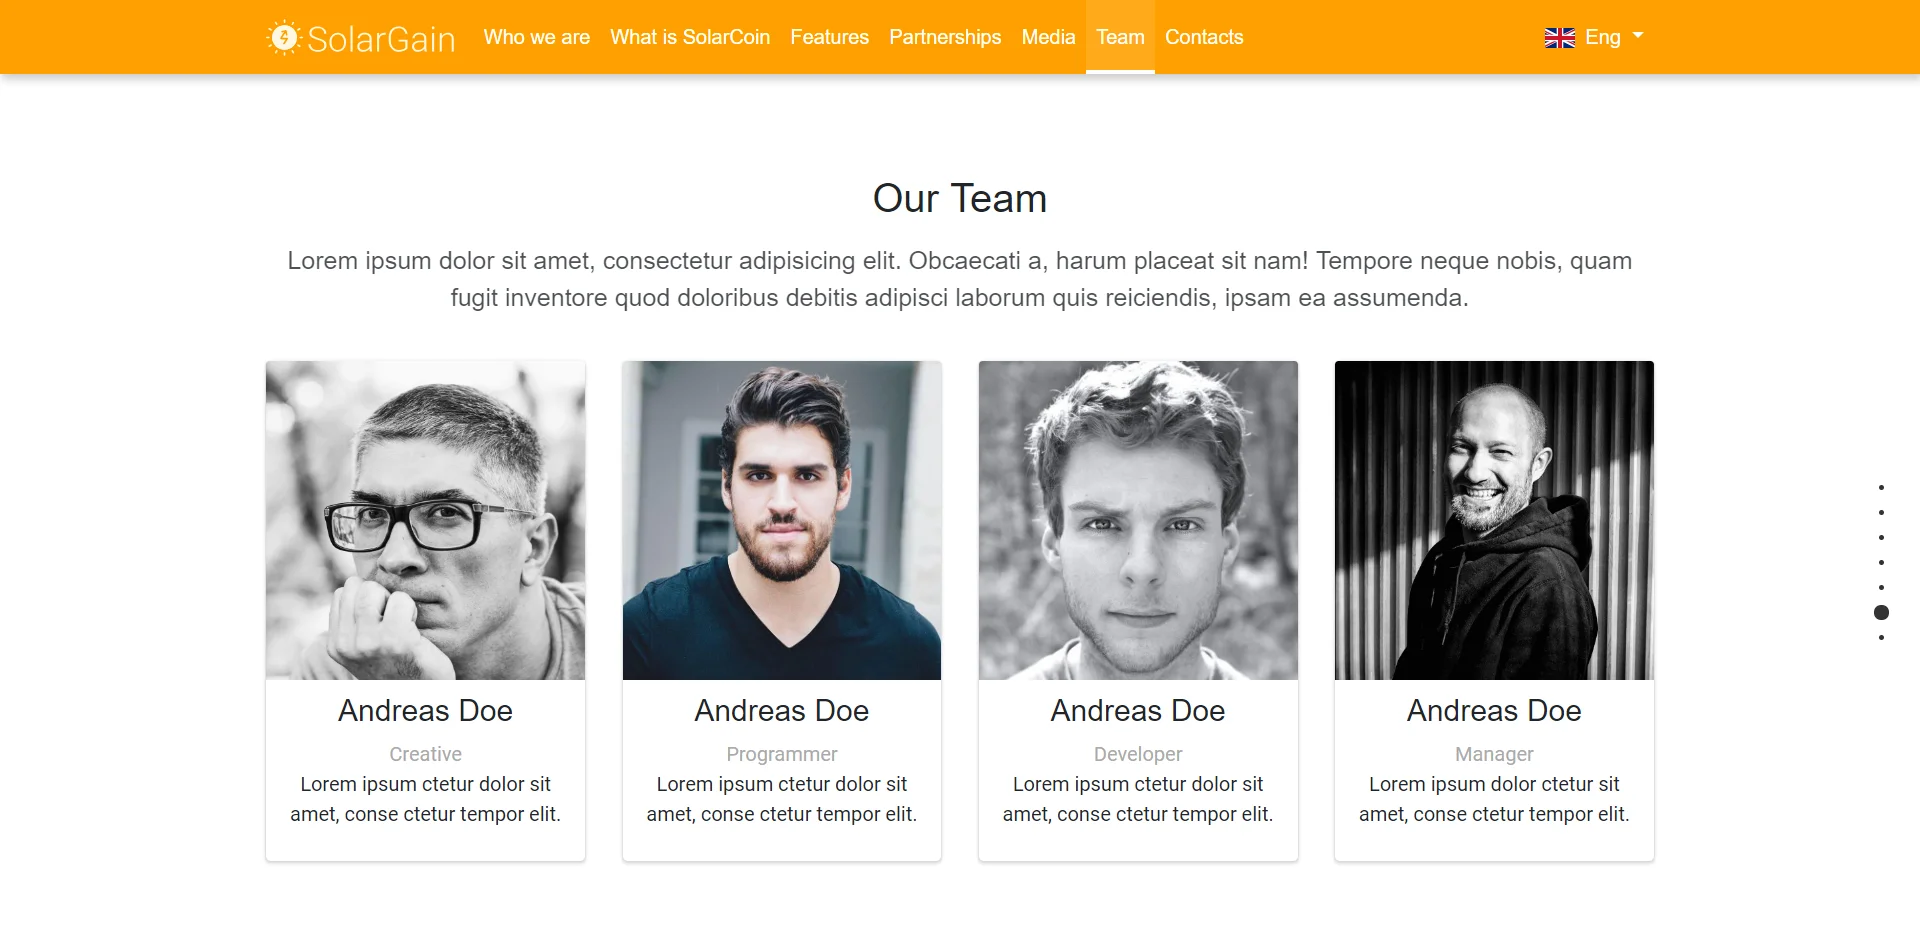 SolarGain Who we are What is SolarCoin Features Partnerships Media Team Contacts Eng
Our Team
Lorem ipsum dolor sit amet, consectetur adipisicing elit. Obcaecati a, harum placeat sit nam! Tempore neque nobis, quam
fugit inventore quod doloribus debitis adipisci laborum quis reiciendis, ipsam ea assumenda.
Andreas Doe
Creative
Lorem ipsum ctetur dolor sit
amet, conse ctetur tempor elit.
Andreas Doe
Programmer
Lorem ipsum ctetur dolor sit
amet, conse ctetur tempor elit.
Andreas Doe
Developer
Lorem ipsum ctetur dolor sit
amet, conse ctetur tempor elit.
Andreas Doe
Manager
Lorem ipsum dolor ctetur sit
amet, conse ctetur tempor elit.